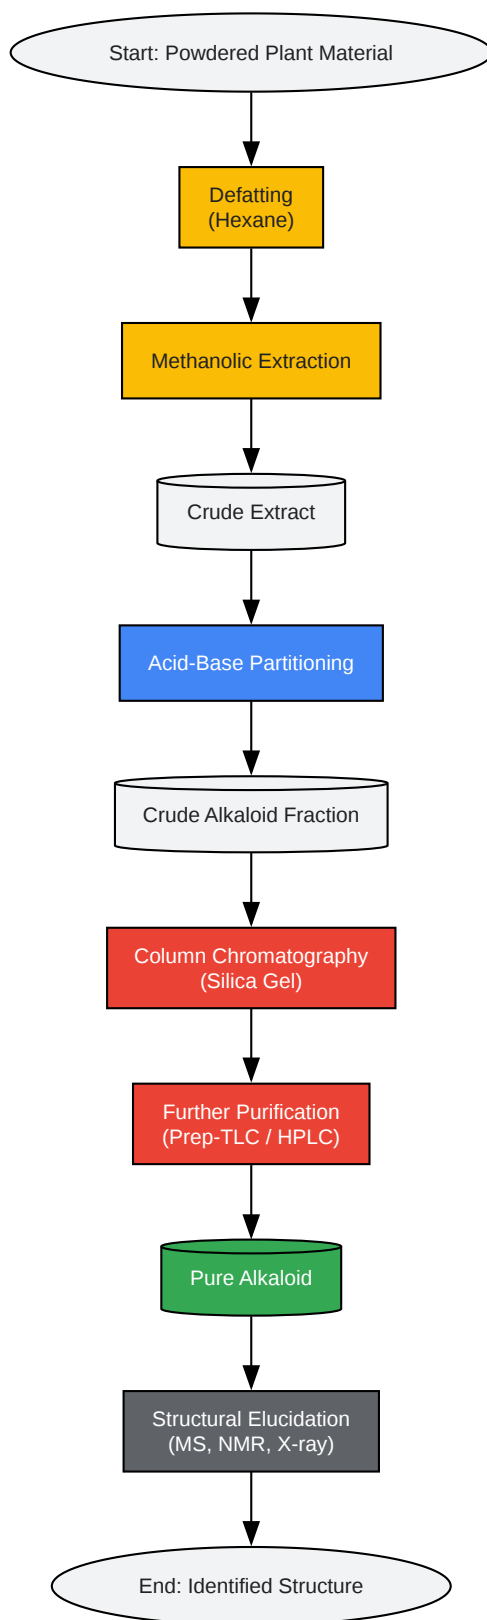 Start: Powdered Plant Material
Defatting
(Hexane)
Methanolic Extraction
Crude Extract
Acid-Base Partitioning
Crude Alkaloid Fraction
Column Chromatography
(Silica Gel)
Further Purification
(Prep-TLC / HPLC)
Pure Alkaloid
Structural Elucidation
(MS, NMR, X-ray)
End: Identified Structure